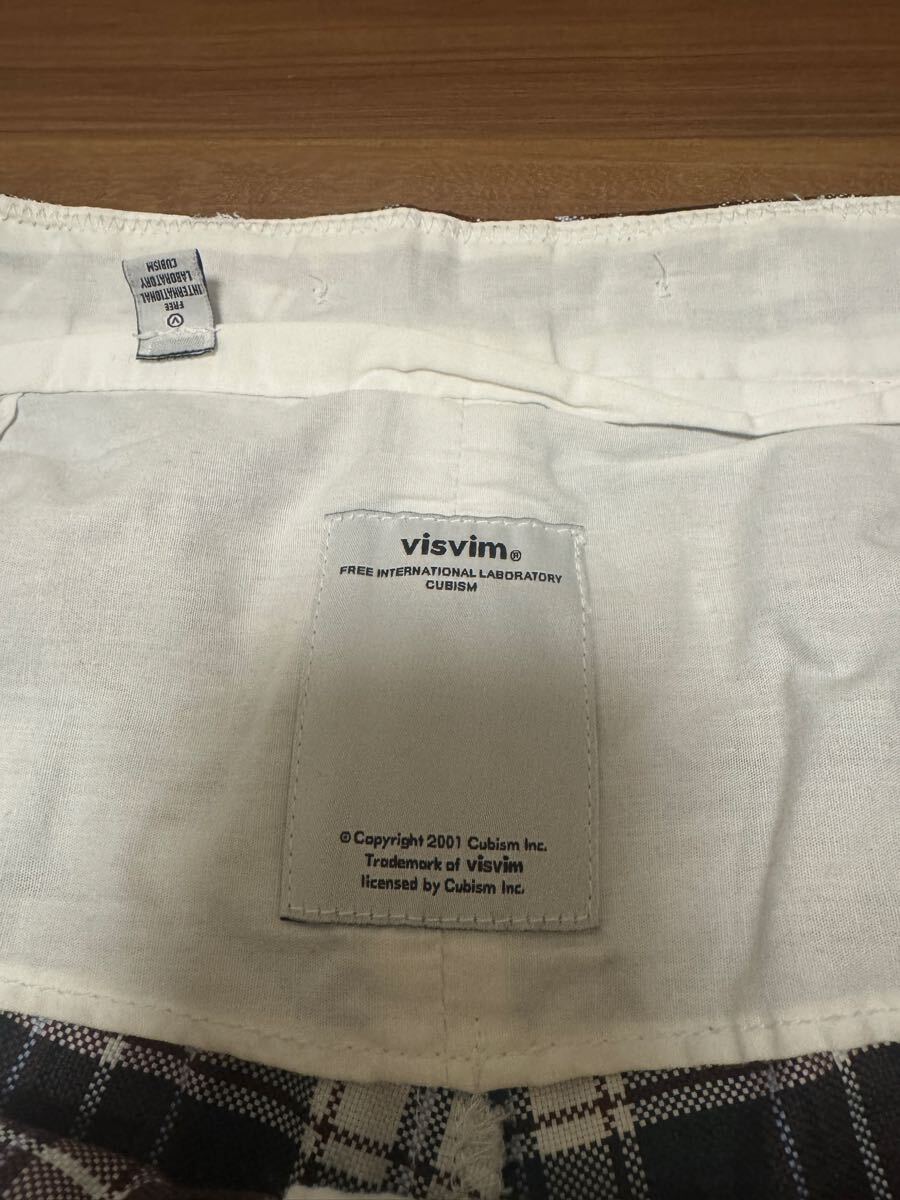 CUBISM
LABORATORY
INTERNATIONAL
FREE
V
visvim®
FREE INTERNATIONAL LABORATORY
CUBISM
© Copyright 2001 Cubism Inc.
Trademark of visvim
licensed by Cubism Inc.